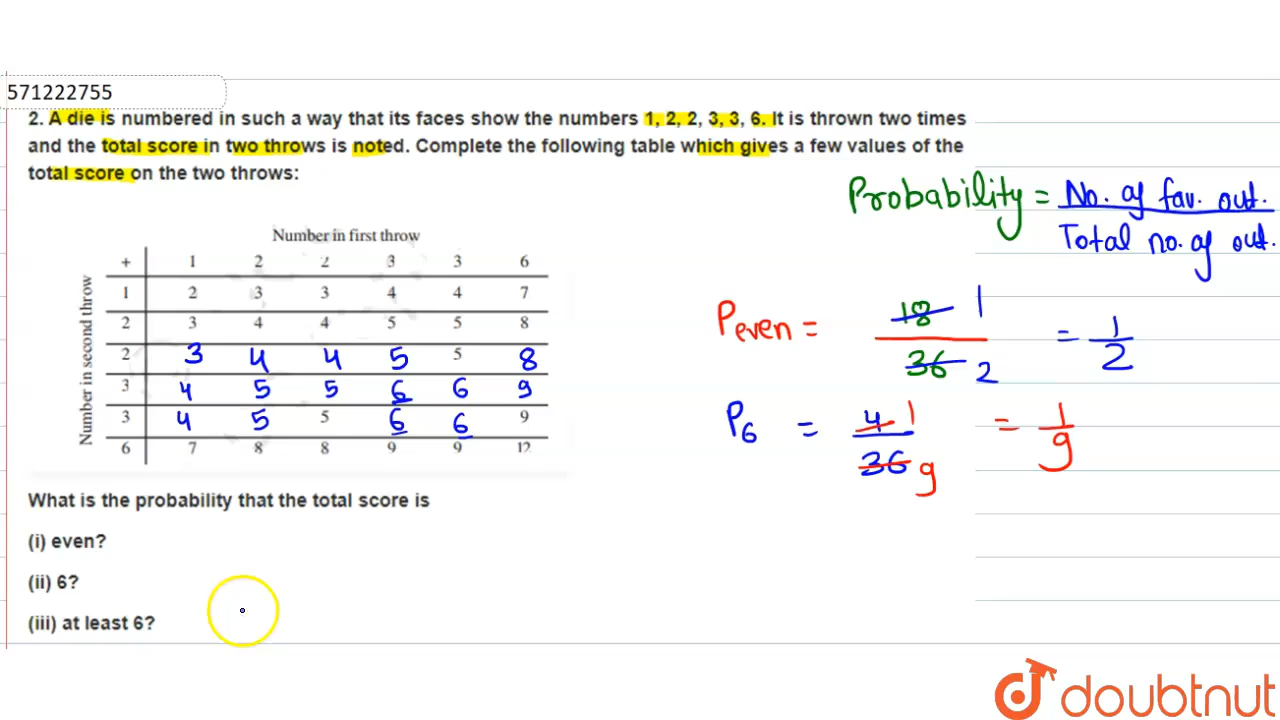 571222755
2. A die is numbered in such a way that its faces show the numbers 1, 2, 2, 3, 3, 6. It is thrown two times
and the total score in two throws is noted. Complete the following table which gives a few values of the
total score on the two throws:
Probability = No. of fav. out.
Total no. of out.
Number in first throw
Number in second throw
+ 1 2 2 3 3 6
1 2 3 3 4 4 7
2 3 4 4 5 5 8
2 3 4 4 5 5 8
3 4 5 5 6 6 9
3 4 5 5 6 6 9
6 7 8 8 9 9 12
P even = 18 1 = 1
36 2 2
P6 = 4 1 = 1
36 9 9
What is the probability that the total score is
(i) even?
(ii) 6?
(iii) at least 6?
doubtnut